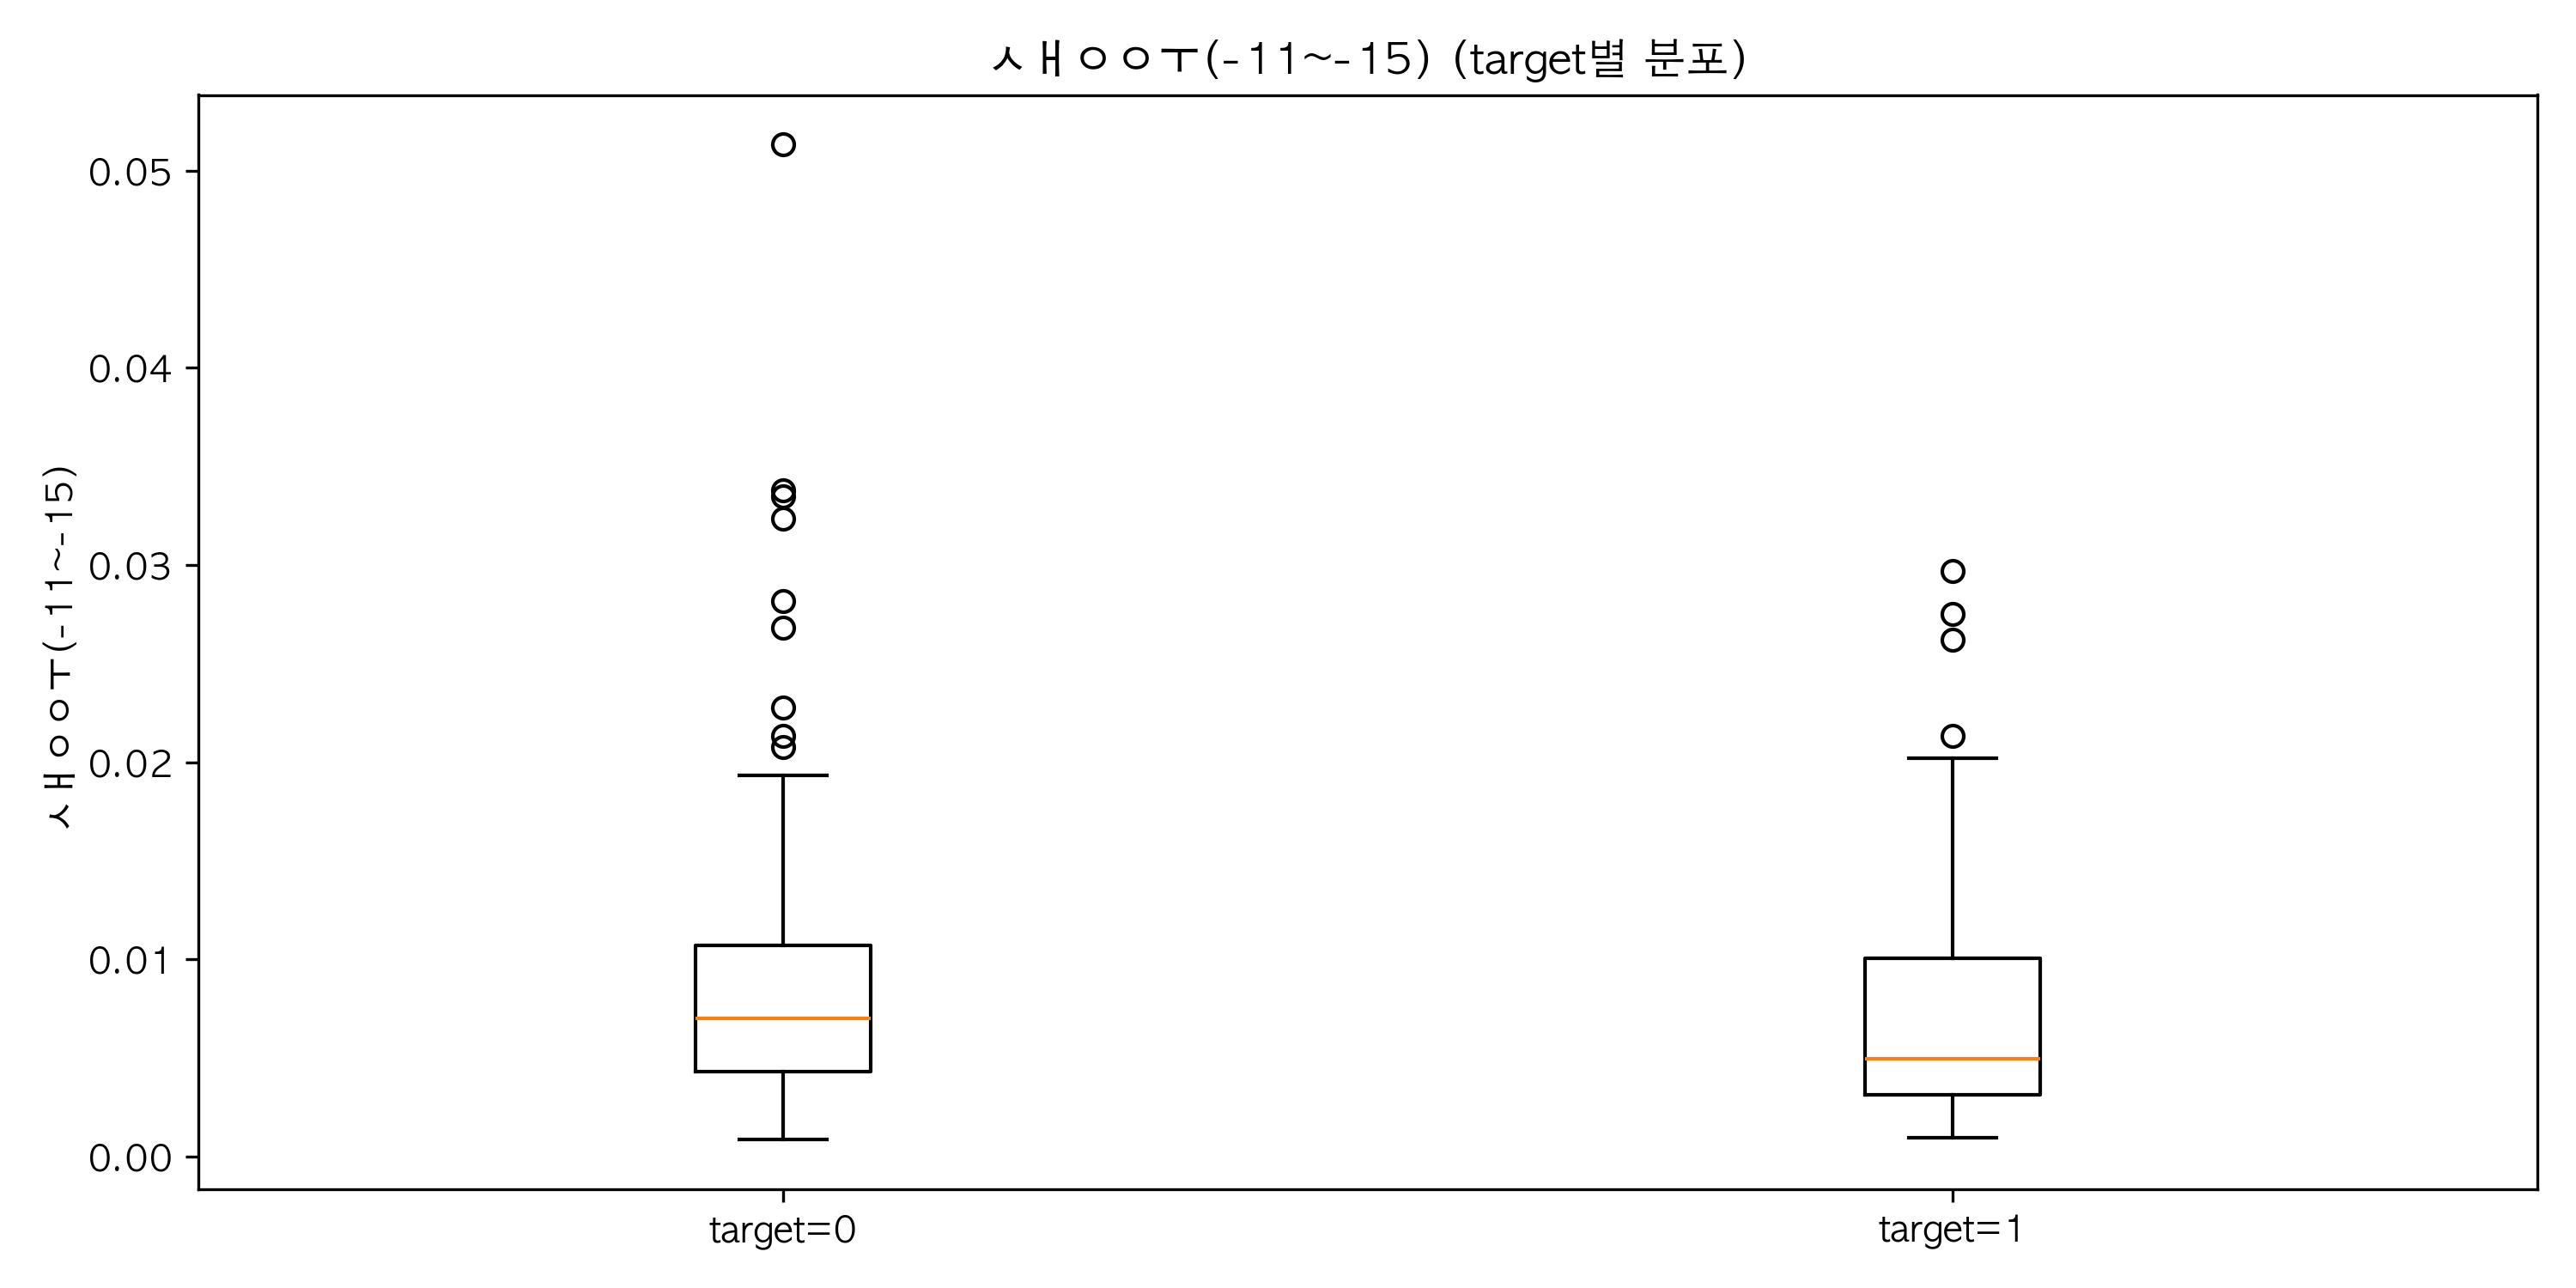 ㅅㅐㅇㅇㅜ(-11~-15) (target별 분포)
ㅅㅐㅇㅇㅜ(-11~-15)
0.05
0.04
0.03
0.02
0.01
0.00
target=0
target=1